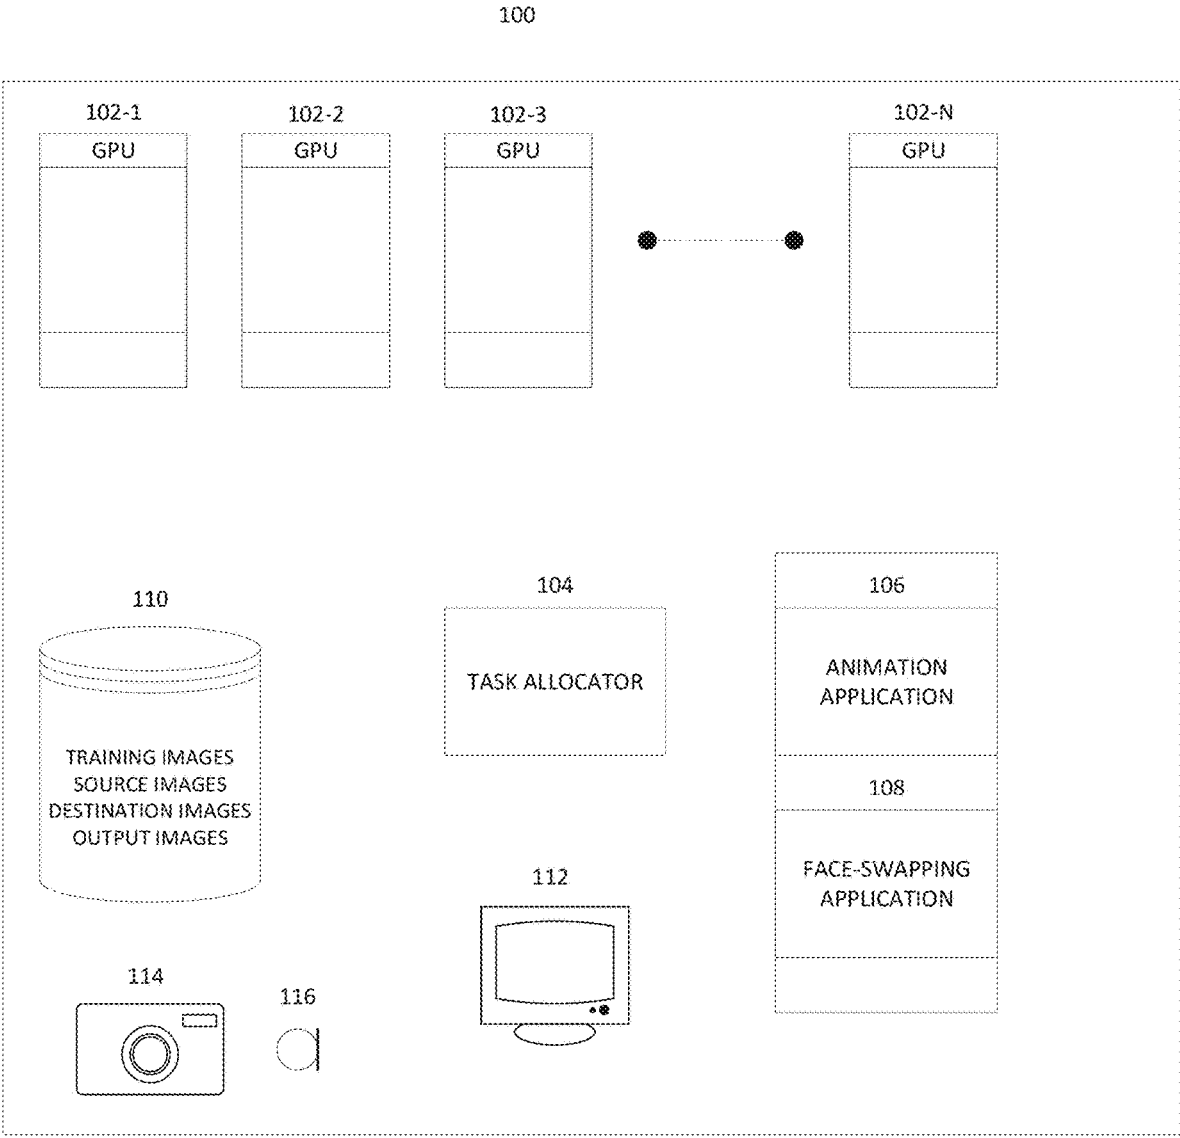 100
102-1
GPU
102-2
GPU
102-3
GPU
102-N
GPU
110
TRAINING IMAGES
SOURCE IMAGES
DESTINATION IMAGES
OUTPUT IMAGES
104
TASK ALLOCATOR
106
ANIMATION
APPLICATION
108
FACE-SWAPPING
APPLICATION
112
114
116